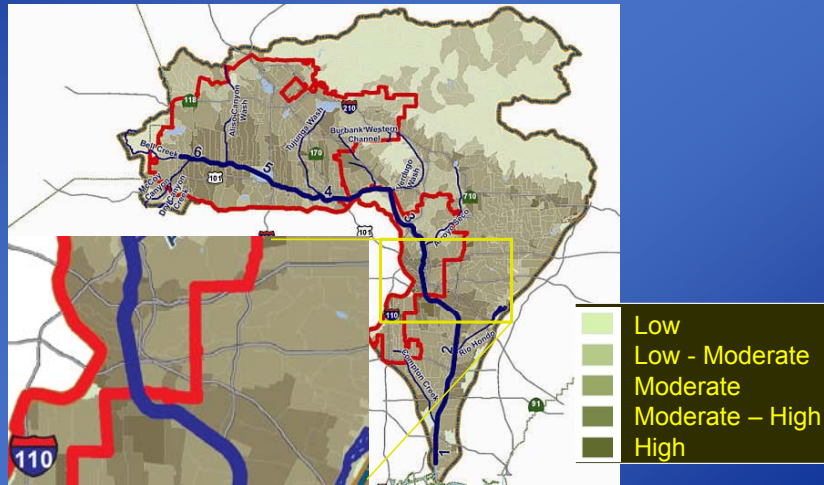 118
Aliso Canyon
Wash
Tujunga Wash
210
Burbank Western
Channel
170
Bell Creek
6
5
4
101
McCoy
Canyon
Dry Canyon
Creek
Verdugo
Wash
710
3
Arroyo Seco
101
110
2
Rio Hondo
Compton Creek
91
1
110
Low
Low - Moderate
Moderate
Moderate – High
High